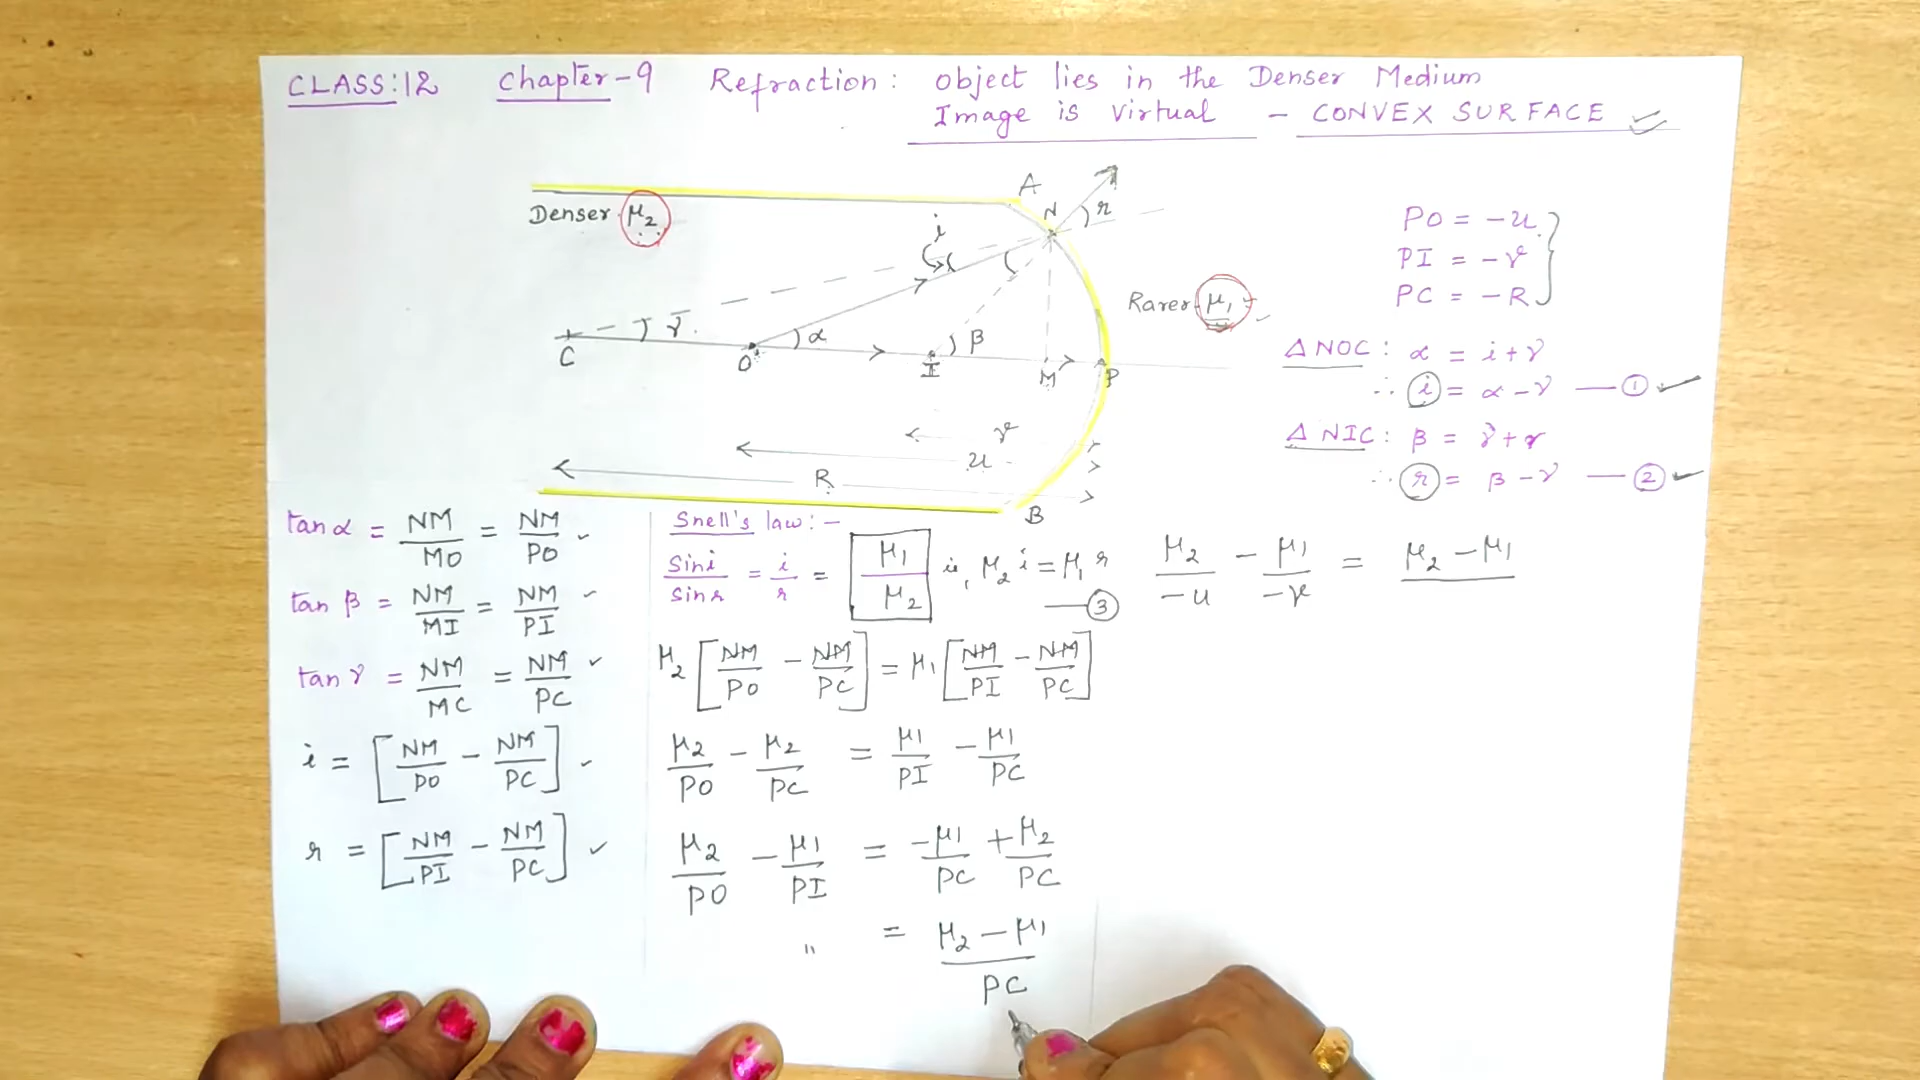 CLASS:12 Chapter-9 Refraction: object lies in the Denser Medium
Image is virtual - CONVEX SURFACE
Denser μ₂
A
N
r
i
Rarer μ₁
γ
α
β
C
O
I
M
P
v
u
R
B
PO = -u
PI = -v
PC = -R
Δ NOC: α = i+γ
∴ i = α-γ —①
Δ NIC: β = γ+r
∴ r = β-γ —②
tan α = NM/MO = NM/PO
tan β = NM/MI = NM/PI
tan γ = NM/MC = NM/PC
i = [NM/PO - NM/PC]
r = [NM/PI - NM/PC]
Snell's law:-
Sin i/Sin r = i/r = μ₁/μ₂ ie, μ₂ i = μ₁ r
—③
μ₂ [NM/PO - NM/PC] = μ₁ [NM/PI - NM/PC]
μ₂/PO - μ₂/PC = μ₁/PI - μ₁/PC
μ₂/PO - μ₁/PI = -μ₁/PC + μ₂/PC
" = μ₂-μ₁/PC
μ₂/-u - μ₁/-v = μ₂-μ₁